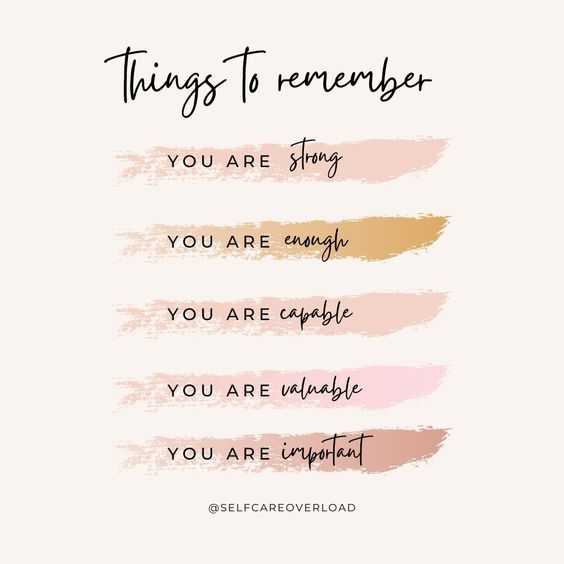 Things to remember
YOU ARE strong
YOU ARE enough
YOU ARE capable
YOU ARE valuable
YOU ARE important
@SELFCAREOVERLOAD